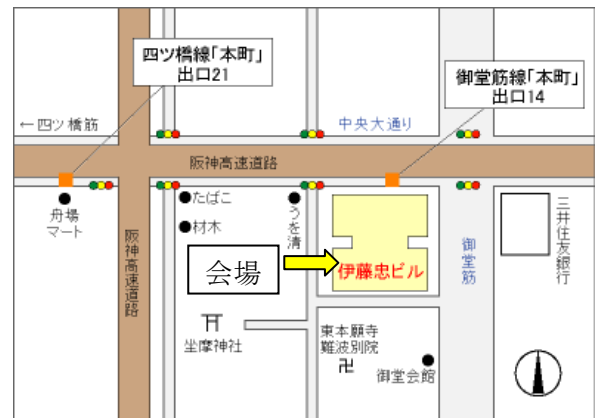 四ツ橋線「本町」
出口21
御堂筋線「本町」
出口14
←四ツ橋筋
中央大通り
阪神高速道路
舟場
マート
阪神高速道路
たばこ
材木
うを清
会場
伊藤忠ビル
御堂筋
三井住友銀行
坐摩神社
東本願寺
難波別院
卍
御堂会館